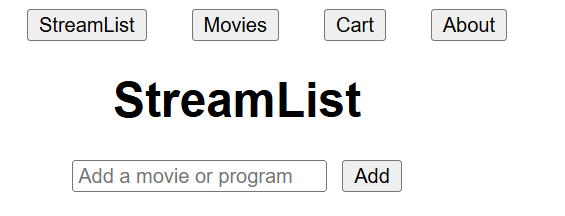 StreamList Movies Cart About
StreamList
Add a movie or program Add